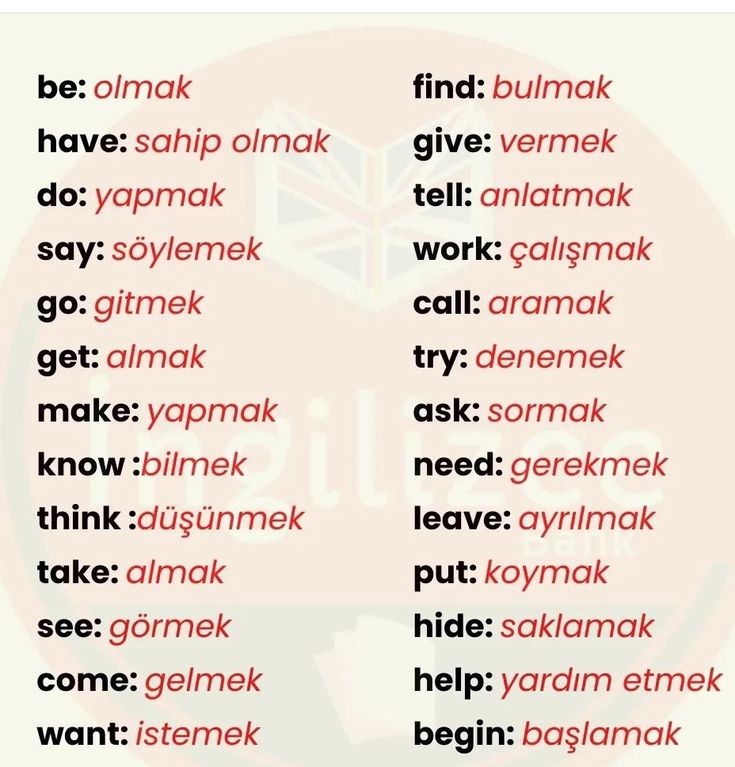 be: olmak
have: sahip olmak
do: yapmak
say: söylemek
go: gitmek
get: almak
make: yapmak
know :bilmek
think :düşünmek
take: almak
see: görmek
come: gelmek
want: istemek
find: bulmak
give: vermek
tell: anlatmak
work: çalışmak
call: aramak
try: denemek
ask: sormak
need: gerekmek
leave: ayrılmak
put: koymak
hide: saklamak
help: yardım etmek
begin: başlamak
ingilizce
Bank